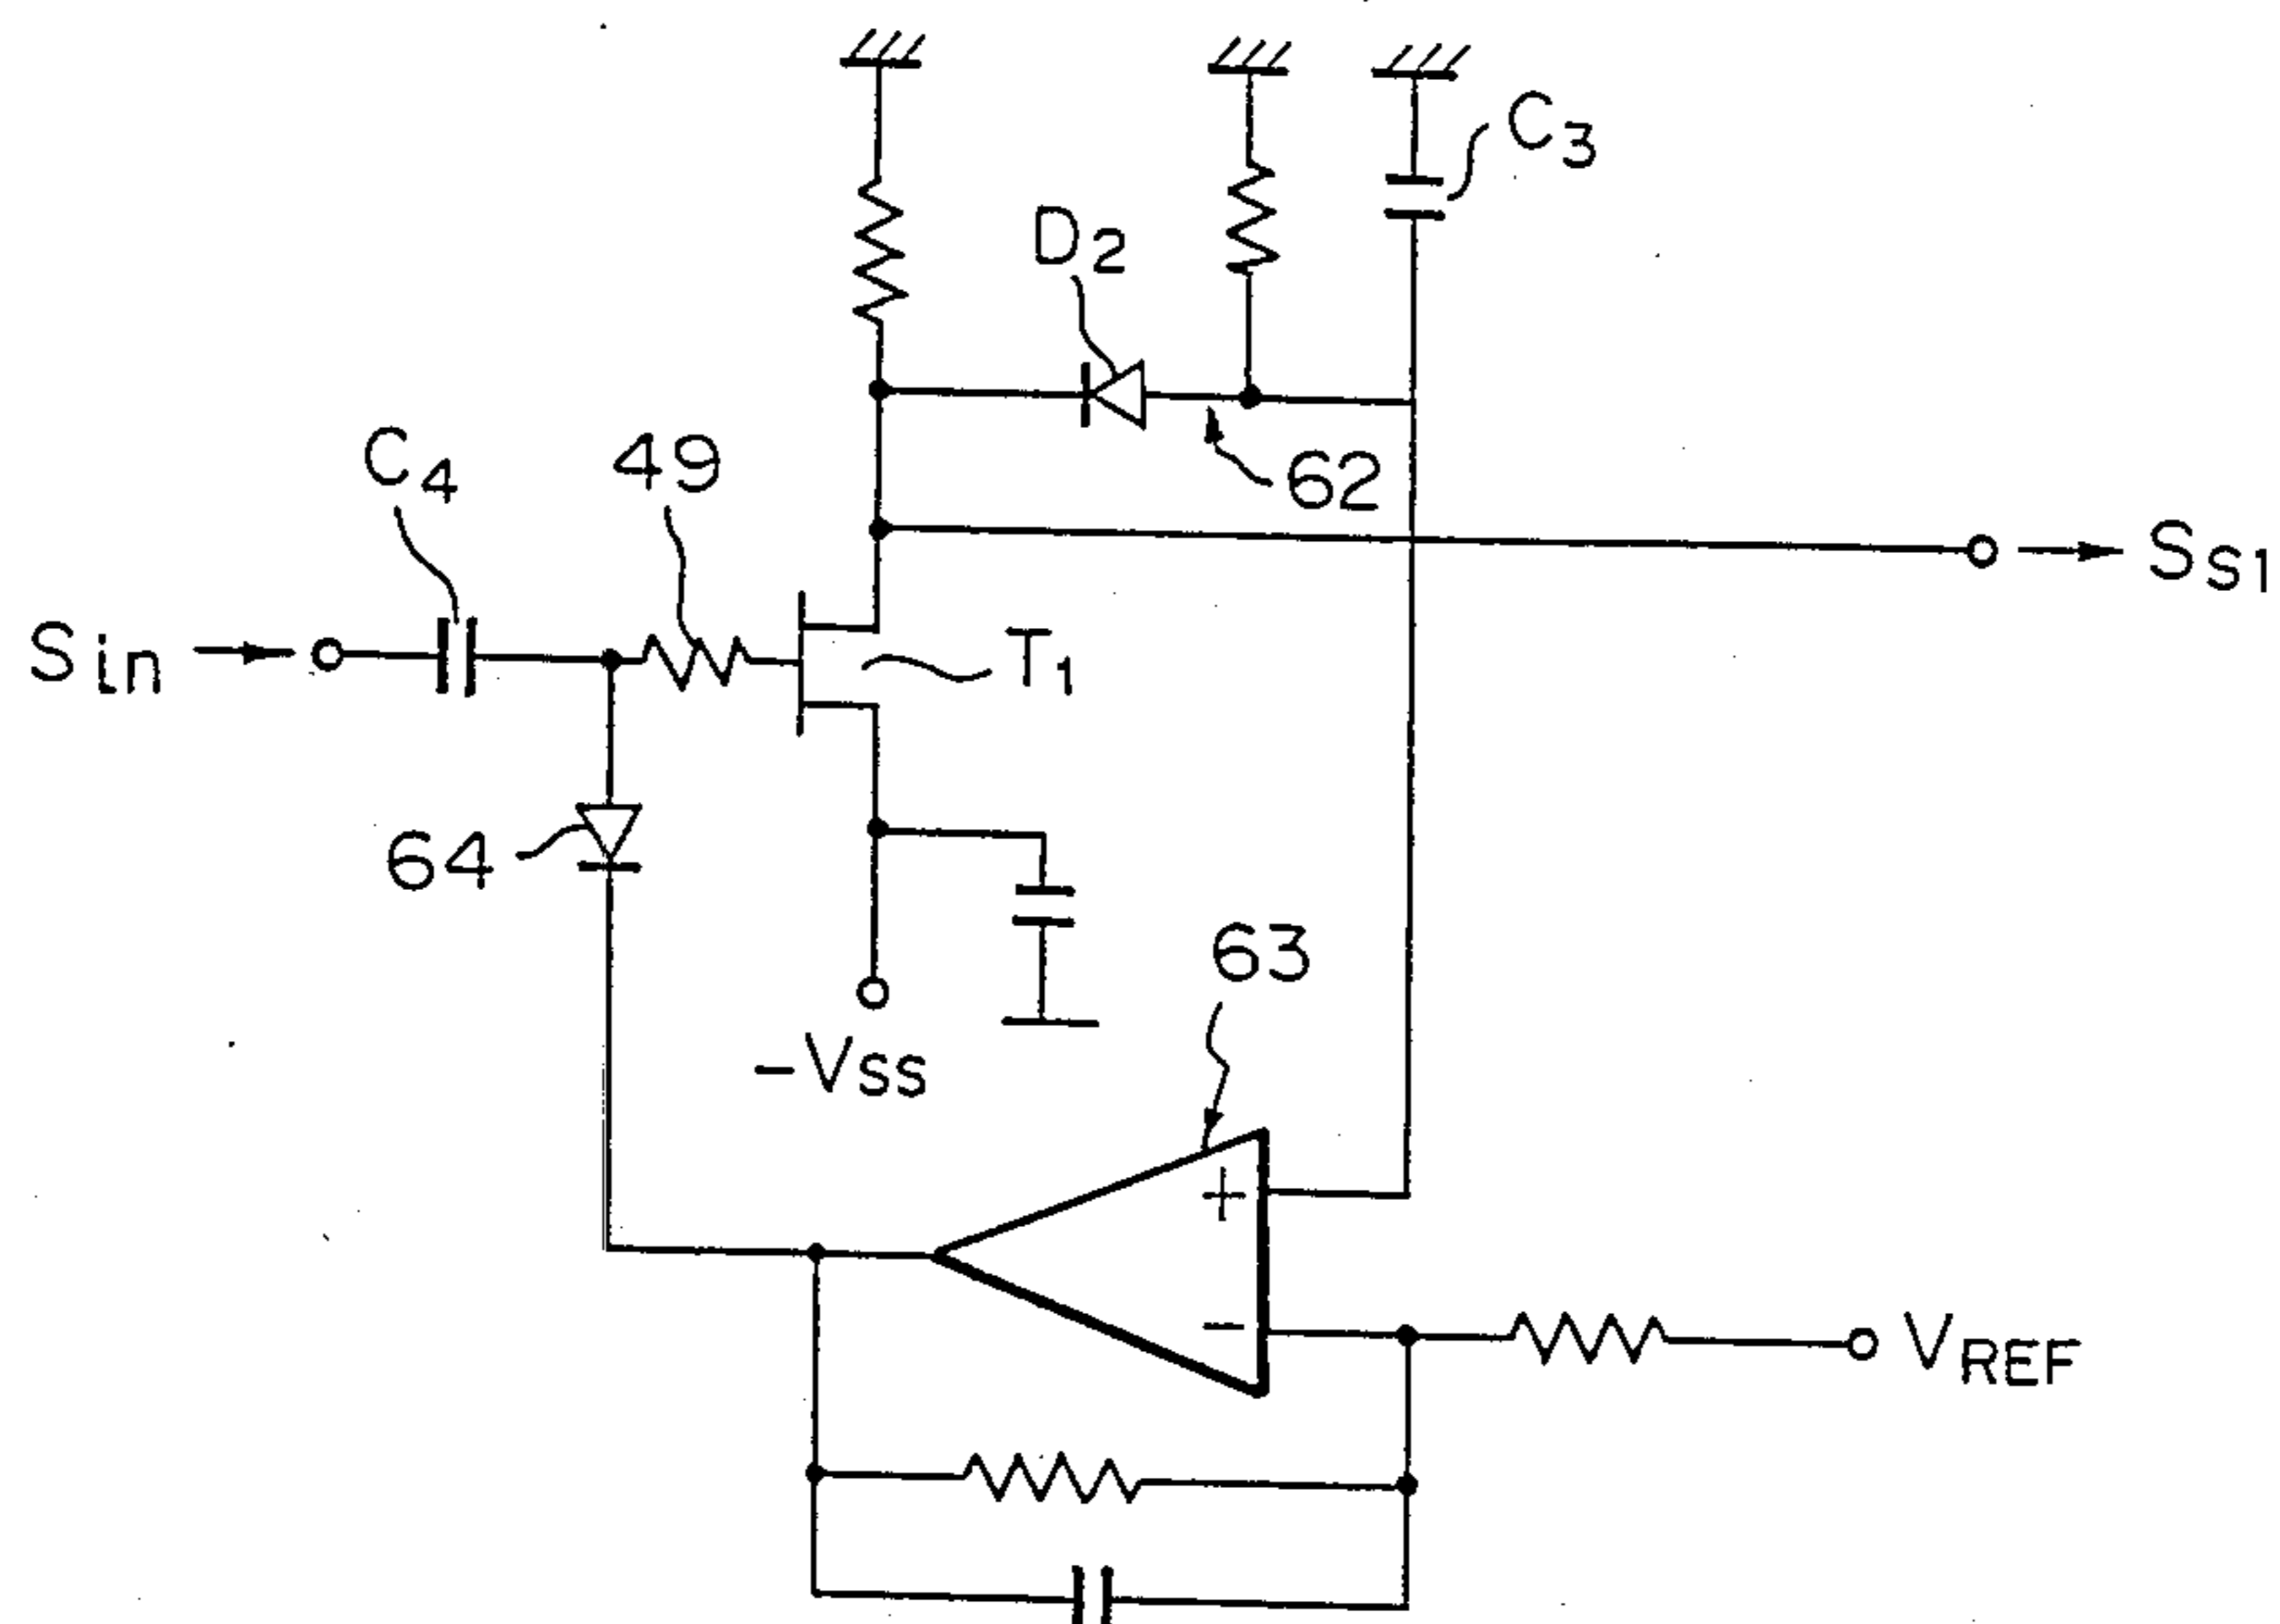 C3
D2
C4
49
62
Sin
T1
Ss1
64
63
-Vss
+
-
VREF